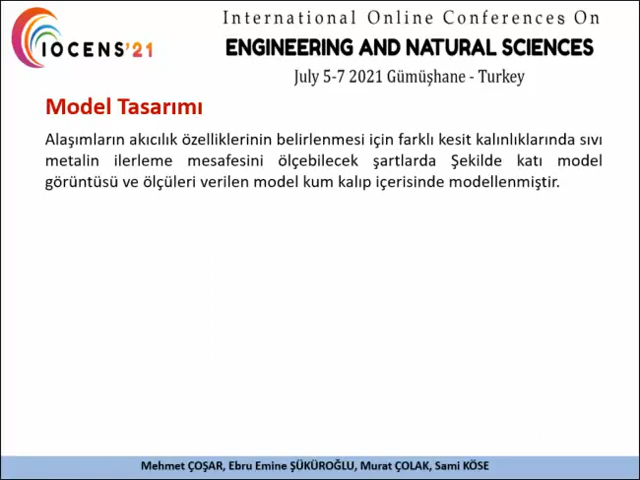 IOCENS'21
International Online Conferences On
ENGINEERING AND NATURAL SCIENCES
July 5-7 2021 Gümüşhane - Turkey
Model Tasarımı
Alaşımların akıcılık özelliklerinin belirlenmesi için farklı kesit kalınlıklarında sıvı
metalin ilerleme mesafesini ölçebilecek şartlarda Şekilde katı model
görüntüsü ve ölçüleri verilen model kum kalıp içerisinde modellenmiştir.
Mehmet ÇOŞAR, Ebru Emine ŞÜKÜROĞLU, Murat ÇOLAK, Sami KÖSE